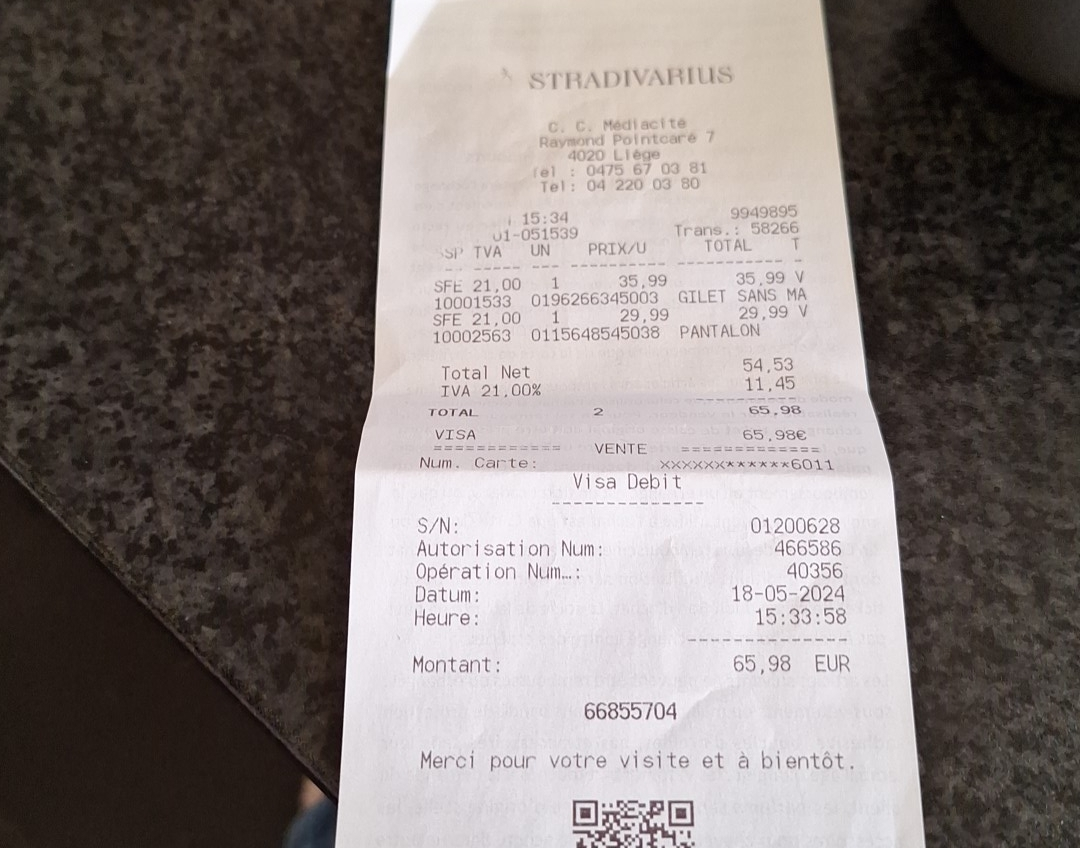 STRADIVARIUS
C. C. Médiacité
Raymond Pointcaré 7
4020 Liège
Tel : 0475 67 03 81
Tel: 04 220 03 80
15:34 9949895
01-051539 Trans.: 58266
SP TVA UN PRIX/U TOTAL T
SFE 21,00 1 35,99 35,99 V
10001533 0196266345003 GILET SANS MA
SFE 21,00 1 29,99 29,99 V
10002563 0115648545038 PANTALON
Total Net 54,53
IVA 21,00% 11,45
TOTAL 2 65,98
VISA 65,98€
============ VENTE =============
Num. Carte: XXXXXX******6011
Visa Debit
S/N: 01200628
Autorisation Num: 466586
Opération Num…: 40356
Datum: 18-05-2024
Heure: 15:33:58
Montant: 65,98 EUR
66855704
Merci pour votre visite et à bientôt.